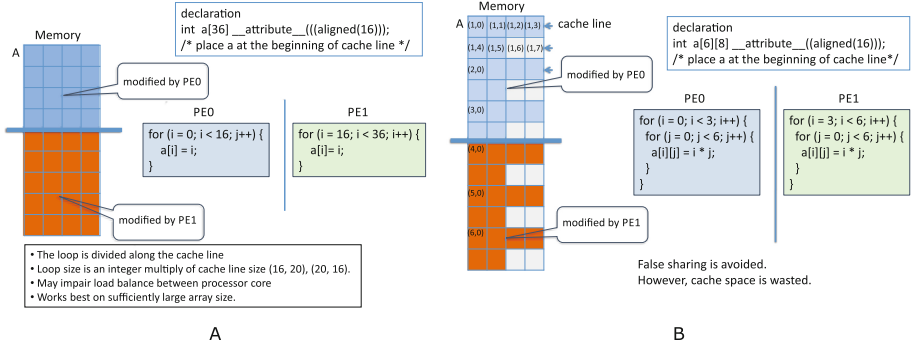 declaration
int a[36] __attribute__(((aligned(16)));
/* place a at the beginning of cache line */
Memory
A
modified by PE0
PE0
for (i = 0; i < 16; j++) {
a[i] = i;
}
PE1
for (i = 16; i < 36; i++) {
a[i]= i;
}
modified by PE1
• The loop is divided along the cache line
• Loop size is an integer multiply of cache line size (16, 20), (20, 16).
• May impair load balance between processor core
• Works best on sufficiently large array size.
A
Memory
A
(1,0) (1,1) (1,2) (1,3)
cache line
(1,4) (1,5) (1,6) (1,7)
(2,0)
(3,0)
(4,0)
(5,0)
(6,0)
modified by PE0
modified by PE1
declaration
int a[6][8] __attribute__((aligned(16)));
/* place a at the beginning of cache line*/
PE0
for (i = 0; i < 3; i++) {
for (j = 0; j < 6; j++) {
a[i][j] = i * j;
}
}
PE1
for (i = 3; i < 6; i++) {
for (j = 0; j < 6; j++) {
a[i][j] = i * j;
}
}
False sharing is avoided.
However, cache space is wasted.
B